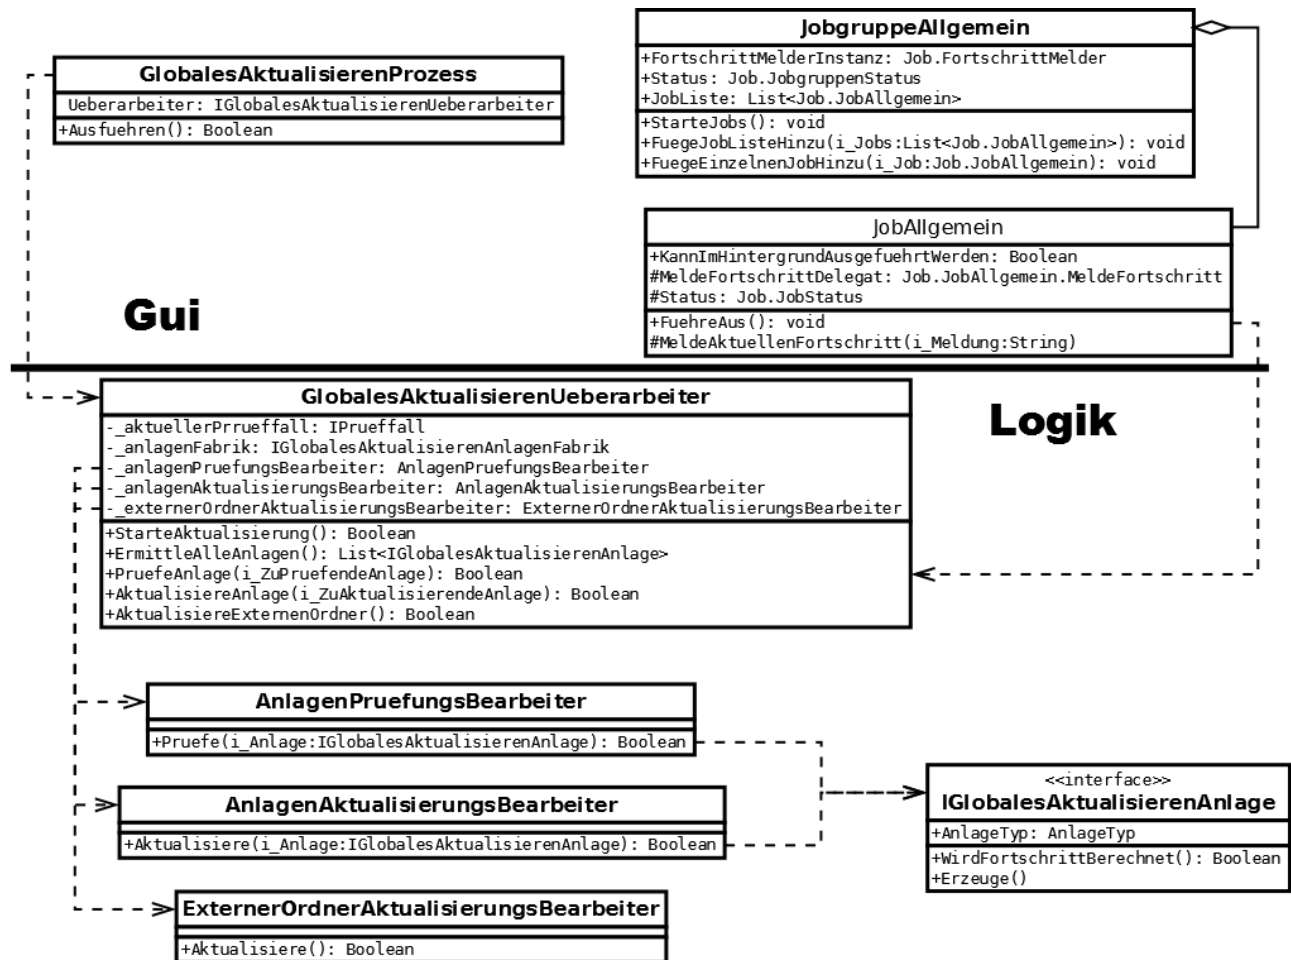 JobgruppeAllgemein
+FortschrittMelderInstanz: Job.FortschrittMelder
+Status: Job.JobgruppenStatus
+JobListe: List<Job.JobAllgemein>
+StarteJobs(): void
+FuegeJobListeHinzu(i_Jobs:List<Job.JobAllgemein>): void
+FuegeEinzelnenJobHinzu(i_Job:Job.JobAllgemein): void
GlobalesAktualisierenProzess
Ueberarbeiter: IGlobalesAktualisierenUeberarbeiter
+Ausfuehren(): Boolean
JobAllgemein
+KannImHintergrundAusgefuehrtWerden: Boolean
#MeldeFortschrittDelegat: Job.JobAllgemein.MeldeFortschritt
#Status: Job.JobStatus
+FuehreAus(): void
#MeldeAktuellenFortschritt(i_Meldung:String)
Gui
Logik
GlobalesAktualisierenUeberarbeiter
-_aktuellerPrrueffall: IPrueffall
-_anlagenFabrik: IGlobalesAktualisierenAnlagenFabrik
-_anlagenPruefungsBearbeiter: AnlagenPruefungsBearbeiter
-_anlagenAktualisierungsBearbeiter: AnlagenAktualisierungsBearbeiter
-_externerOrdnerAktualisierungsBearbeiter: ExternerOrdnerAktualisierungsBearbeiter
+StarteAktualisierung(): Boolean
+ErmittleAlleAnlagen(): List<IGlobalesAktualisierenAnlage>
+PruefeAnlage(i_ZuPruefendeAnlage): Boolean
+AktualisiereAnlage(i_ZuAktualisierendeAnlage): Boolean
+AktualisiereExternenOrdner(): Boolean
AnlagenPruefungsBearbeiter
+Pruefe(i_Anlage:IGlobalesAktualisierenAnlage): Boolean
AnlagenAktualisierungsBearbeiter
+Aktualisiere(i_Anlage:IGlobalesAktualisierenAnlage): Boolean
<<interface>>
IGlobalesAktualisierenAnlage
+AnlageTyp: AnlageTyp
+WirdFortschrittBerechnet(): Boolean
+Erzeuge()
ExternerOrdnerAktualisierungsBearbeiter
+Aktualisiere(): Boolean